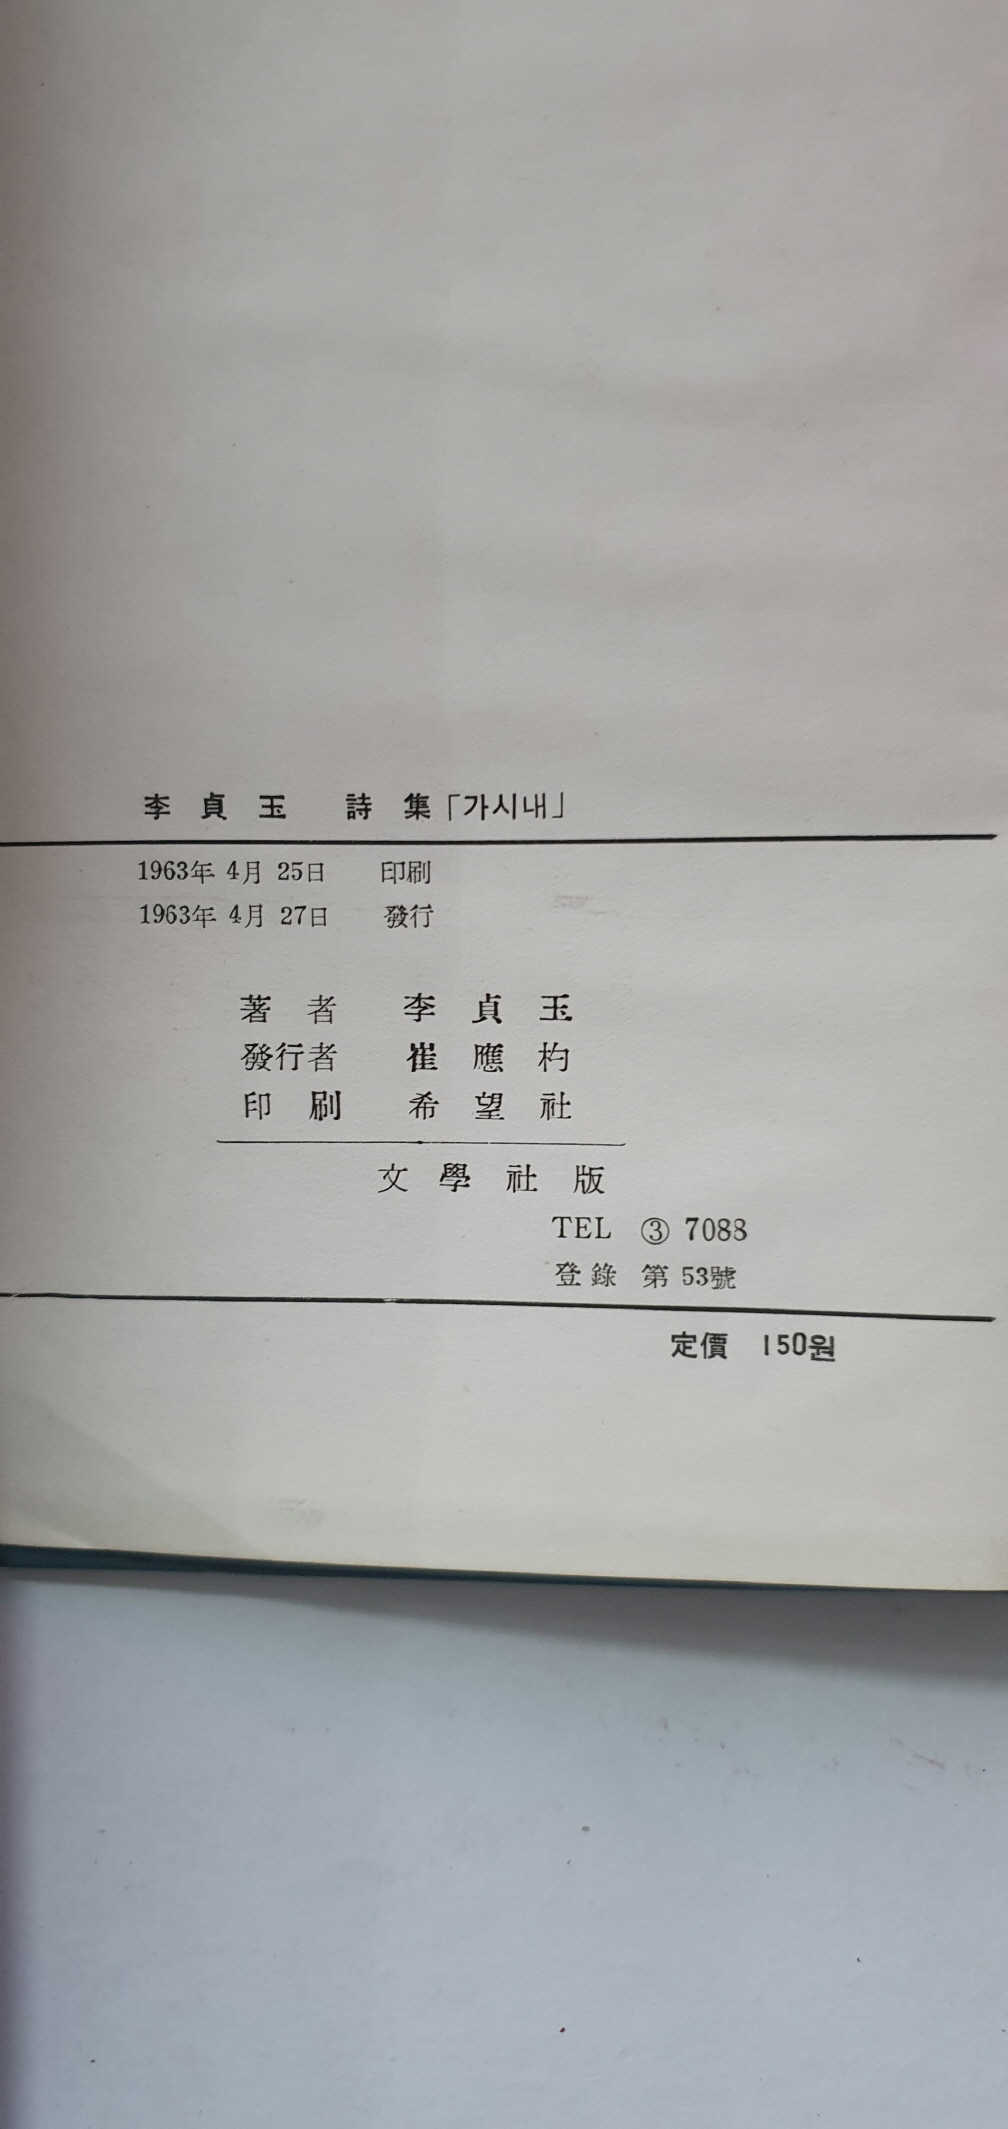 李貞玉 詩集「가시내」
1963年 4月 25日 印刷
1963年 4月 27日 發行
著者 李貞玉
發行者 崔應杓
印刷 希望社
文學社版
TEL ③ 7088
登錄 第 53號
定價 150원